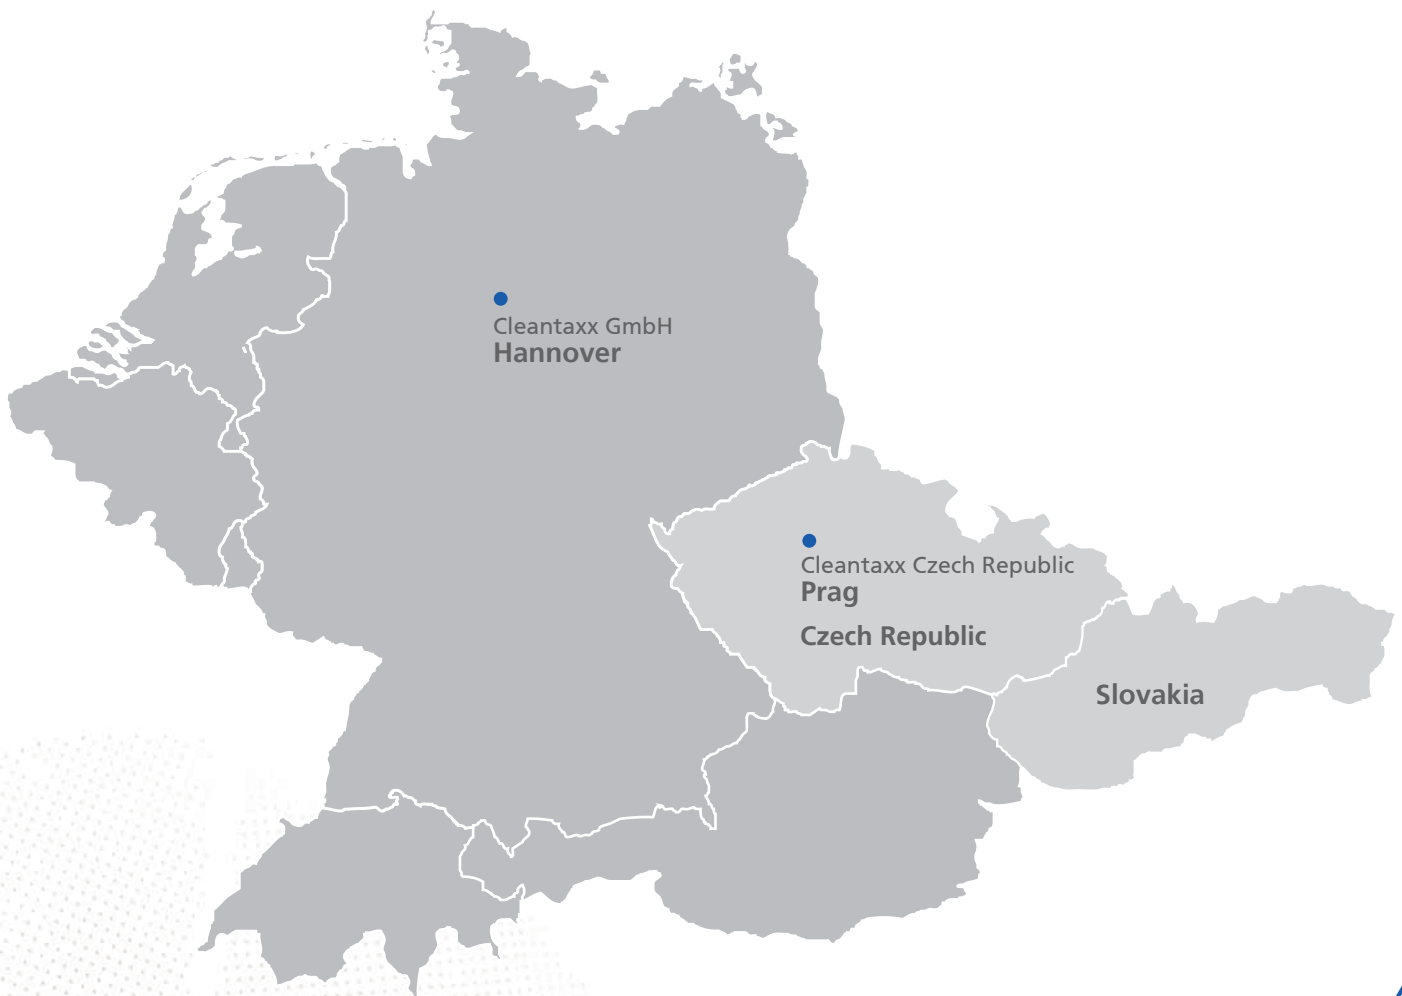 Cleantaxx GmbH
Hannover
Cleantaxx Czech Republic
Prag
Czech Republic
Slovakia